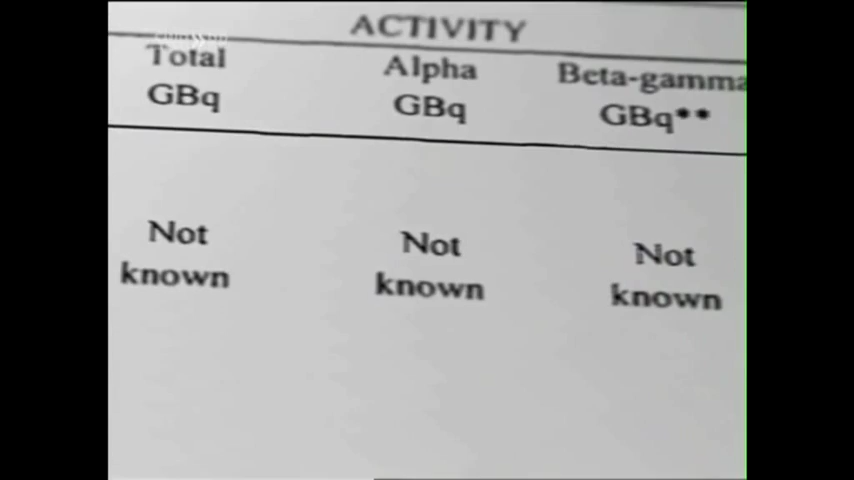 ACTIVITY
Total Alpha Beta-gamma
GBq GBq GBq**
Not Not Not
known known known